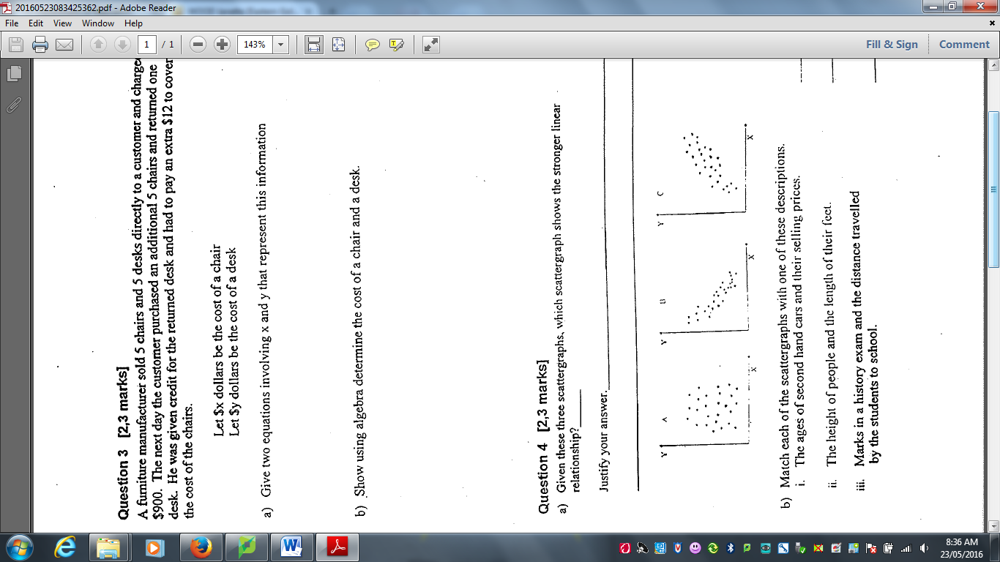 20160523083425362.pdf - Adobe Reader
File Edit View Window Help
1 / 1 143% Fill & Sign Comment
Question 3 [2,3 marks]
A furniture manufacturer sold 5 chairs and 5 desks directly to a customer and charged
$900. The next day the customer purchased an additional 5 chairs and returned one
desk. He was given credit for the returned desk and had to pay an extra $12 to cover
the cost of the chairs.
Let $x dollars be the cost of a chair
Let $y dollars be the cost of a desk
a) Give two equations involving x and y that represent this information
b) Show using algebra determine the cost of a chair and a desk.
Question 4 [2,3 marks]
a) Given these three scattergraphs, which scattergraph shows the stronger linear
relationship?
Justify your answer.
Y A X
Y B X
Y C X
b) Match each of the scattergraphs with one of these descriptions.
i. The ages of second hand cars and their selling prices.
ii. The height of people and the length of their feet.
iii. Marks in a history exam and the distance travelled
by the students to school.
8:36 AM
23/05/2016